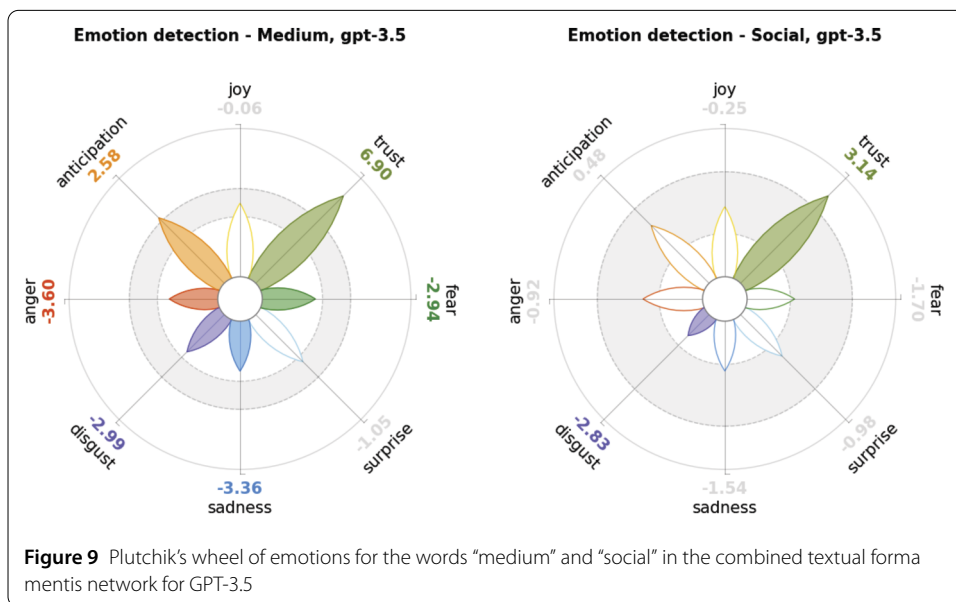 Emotion detection - Medium, gpt-3.5
joy
-0.06
anticipation
2.58
trust
6.90
anger
-3.60
fear
-2.94
disgust
-2.99
surprise
-1.05
-3.36
sadness
Emotion detection - Social, gpt-3.5
joy
-0.25
anticipation
0.48
trust
3.14
anger
-0.92
fear
-1.70
disgust
-2.83
surprise
-0.98
-1.54
sadness
Figure 9 Plutchik’s wheel of emotions for the words “medium” and “social” in the combined textual forma
mentis network for GPT-3.5